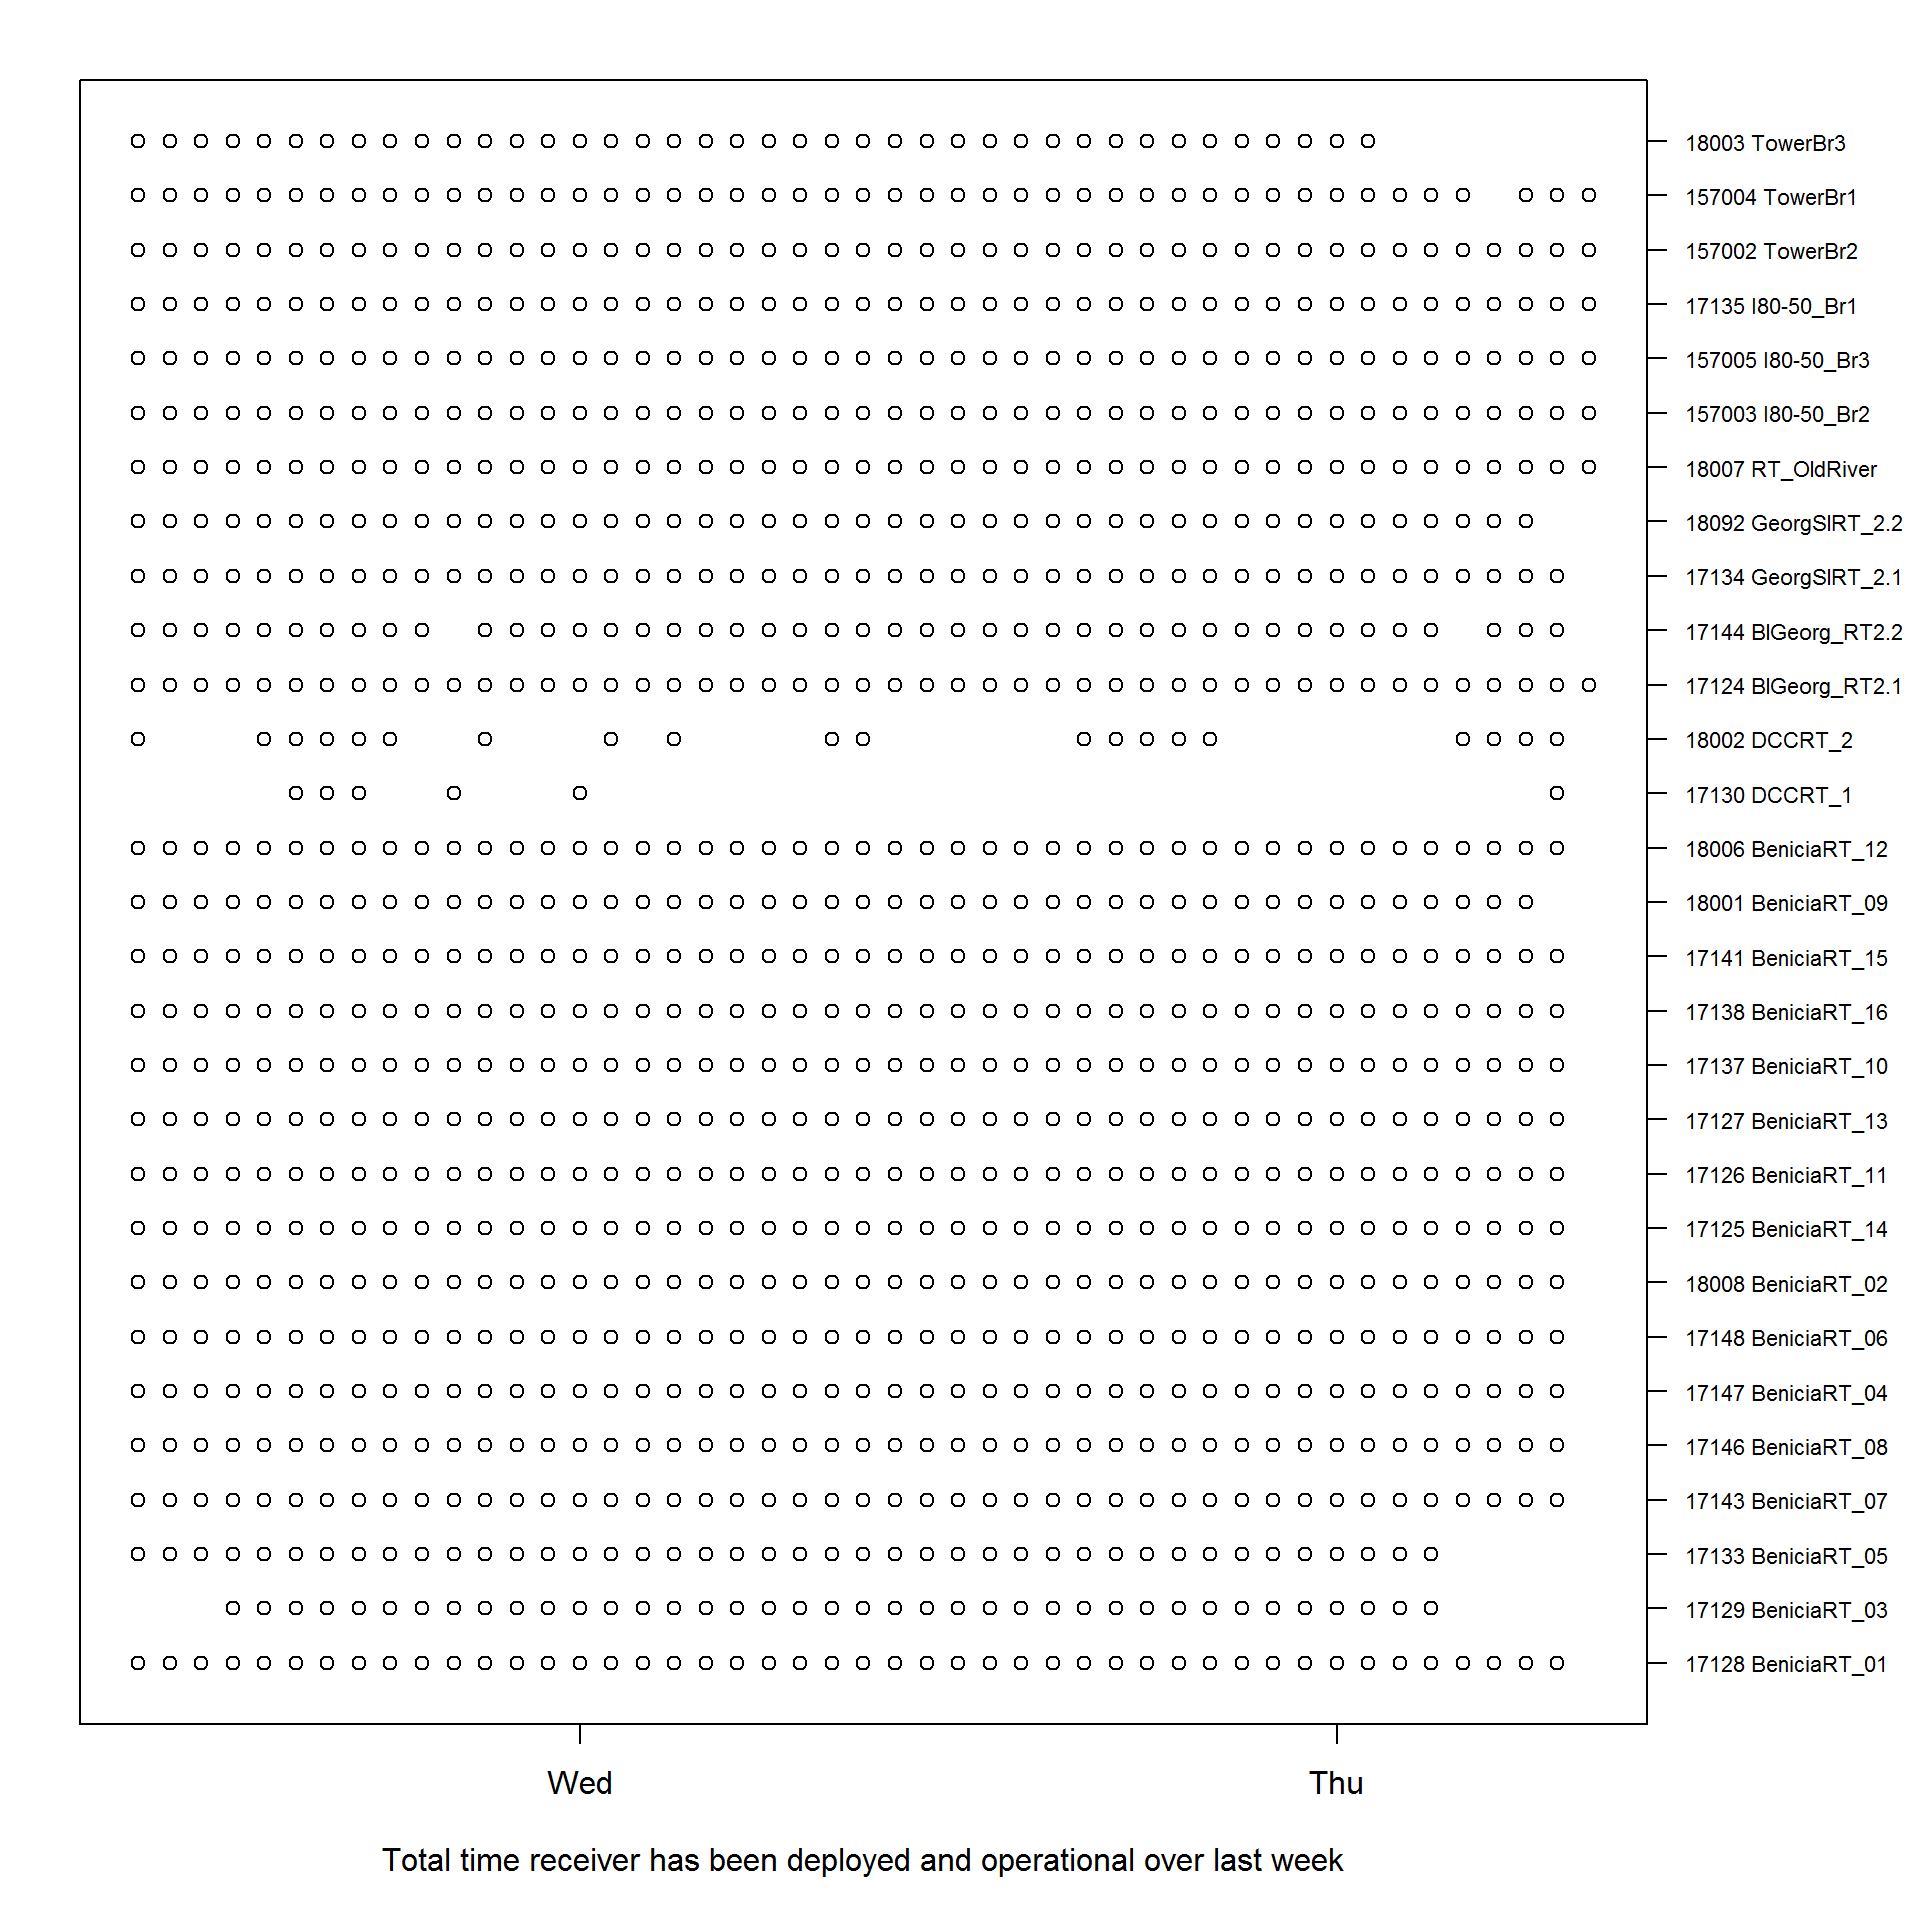 18003 TowerBr3
157004 TowerBr1
157002 TowerBr2
17135 I80-50_Br1
157005 I80-50_Br3
157003 I80-50_Br2
18007 RT_OldRiver
18092 GeorgSlRT_2.2
17134 GeorgSlRT_2.1
17144 BlGeorg_RT2.2
17124 BlGeorg_RT2.1
18002 DCCRT_2
17130 DCCRT_1
18006 BeniciaRT_12
18001 BeniciaRT_09
17141 BeniciaRT_15
17138 BeniciaRT_16
17137 BeniciaRT_10
17127 BeniciaRT_13
17126 BeniciaRT_11
17125 BeniciaRT_14
18008 BeniciaRT_02
17148 BeniciaRT_06
17147 BeniciaRT_04
17146 BeniciaRT_08
17143 BeniciaRT_07
17133 BeniciaRT_05
17129 BeniciaRT_03
17128 BeniciaRT_01
Wed Thu
Total time receiver has been deployed and operational over last week